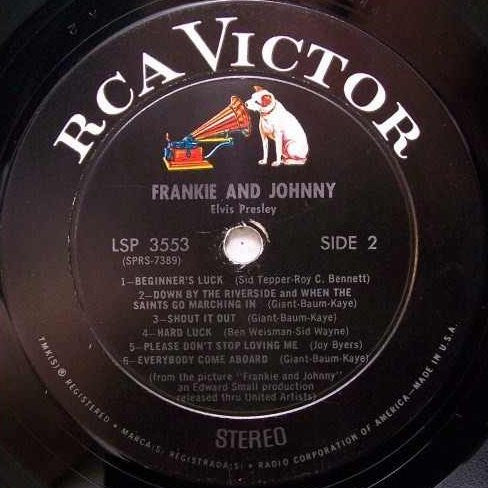 RCA VICTOR
FRANKIE AND JOHNNY
Elvis Presley
LSP 3553
(SPRS-7389)
SIDE 2
1—BEGINNER'S LUCK (Sid Tepper-Roy C. Bennett)
2—DOWN BY THE RIVERSIDE and WHEN THE
SAINTS GO MARCHING IN (Giant-Baum-Kaye)
3—SHOUT IT OUT (Giant-Baum-Kaye)
4—HARD LUCK (Ben Weisman-Sid Wayne)
5—PLEASE DON'T STOP LOVING ME (Joy Byers)
6—EVERYBODY COME ABOARD (Giant-Baum-Kaye)
(from the picture "Frankie and Johnny"
an Edward Small production
released thru United Artists)
STEREO
TMK(S) ® REGISTERED • MARCA(S) REGISTRADA(S) • RADIO CORPORATION OF AMERICA—MADE IN U.S.A.